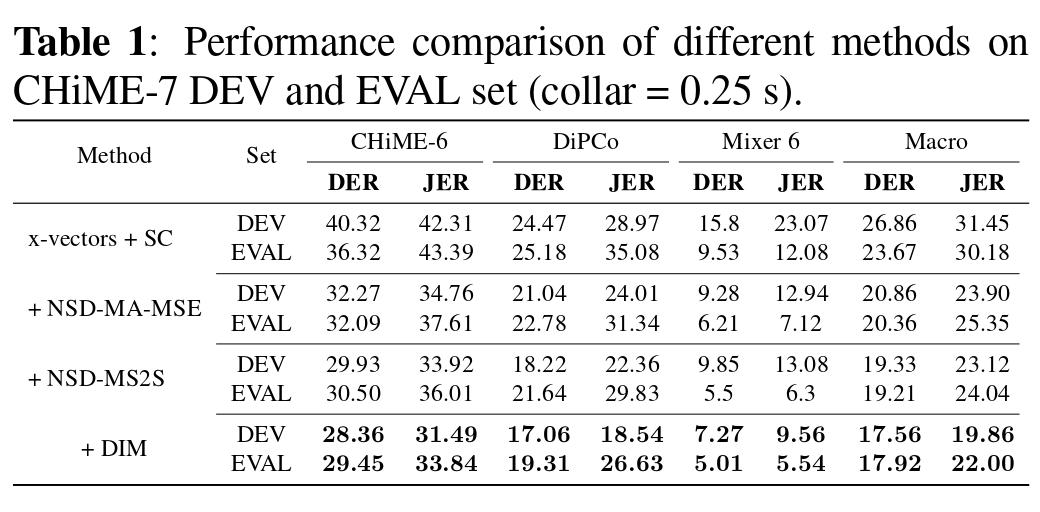 Table 1: Performance comparison of different methods on
CHiME-7 DEV and EVAL set (collar = 0.25 s).
Method Set CHiME-6 DiPCo Mixer 6 Macro
DER JER DER JER DER JER DER JER
x-vectors + SC DEV 40.32 42.31 24.47 28.97 15.8 23.07 26.86 31.45
EVAL 36.32 43.39 25.18 35.08 9.53 12.08 23.67 30.18
+ NSD-MA-MSE DEV 32.27 34.76 21.04 24.01 9.28 12.94 20.86 23.90
EVAL 32.09 37.61 22.78 31.34 6.21 7.12 20.36 25.35
+ NSD-MS2S DEV 29.93 33.92 18.22 22.36 9.85 13.08 19.33 23.12
EVAL 30.50 36.01 21.64 29.83 5.5 6.3 19.21 24.04
+ DIM DEV 28.36 31.49 17.06 18.54 7.27 9.56 17.56 19.86
EVAL 29.45 33.84 19.31 26.63 5.01 5.54 17.92 22.00